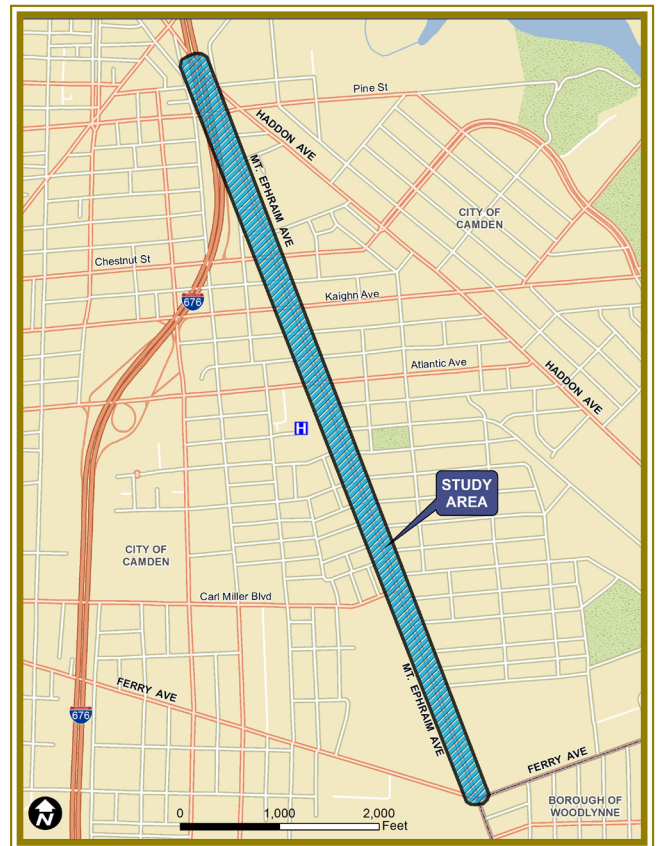 Pine St
HADDON AVE
MT. EPHRAIM AVE
CITY OF
CAMDEN
Chestnut St
676
Kaighn Ave
Atlantic Ave
HADDON AVE
H
STUDY
AREA
CITY OF
CAMDEN
Carl Miller Blvd
FERRY AVE
MT. EPHRAIM AVE
676
FERRY AVE
BOROUGH OF
WOODLYNNE
N
0 1,000 2,000
Feet